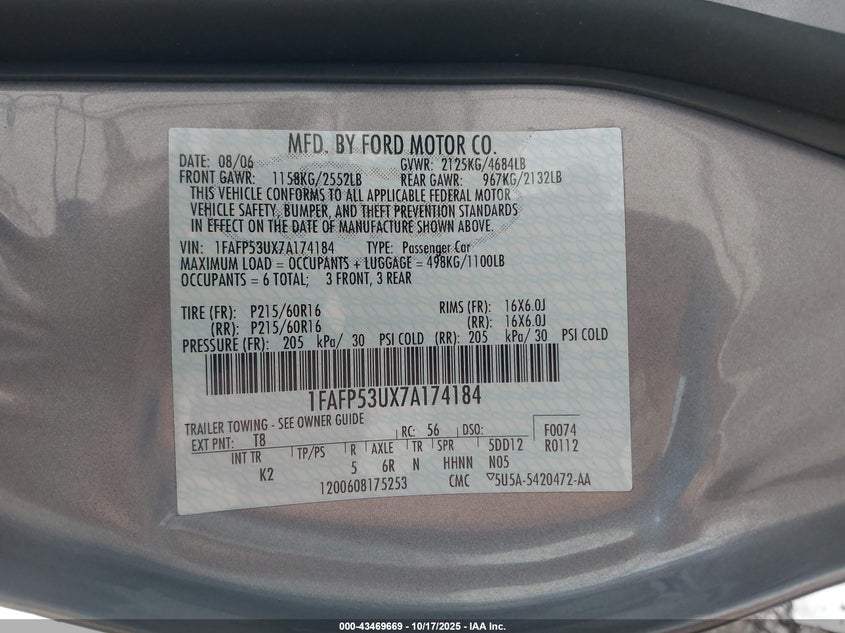 MFD. BY FORD MOTOR CO.
DATE: 08/06 GVWR: 2125KG/4684LB
FRONT GAWR: 1158KG/2552LB REAR GAWR: 967KG/2132LB
THIS VEHICLE CONFORMS TO ALL APPLICABLE FEDERAL MOTOR
VEHICLE SAFETY, BUMPER, AND THEFT PREVENTION STANDARDS
IN EFFECT ON THE DATE OF MANUFACTURE SHOWN ABOVE.
VIN: 1FAFP53UX7A174184 TYPE: Passenger Car
MAXIMUM LOAD = OCCUPANTS + LUGGAGE = 498KG/1100LB
OCCUPANTS = 6 TOTAL; 3 FRONT, 3 REAR
TIRE (FR): P215/60R16 RIMS (FR): 16X6.0J
(RR): P215/60R16 (RR): 16X6.0J
PRESSURE (FR): 205 kPa/ 30 PSI COLD (RR): 205 kPa/ 30 PSI COLD
1FAFP53UX7A174184
TRAILER TOWING - SEE OWNER GUIDE
EXT PNT: T8 RC: 56 DSO: F0074
INT TR TP/PS R AXLE TR SPR 5DD12 R0112
K2 5 6R N HHNN N05
1200608175253 CMC ▽5U5A-5420472-AA
000-43469669 - 10/17/2025 - IAA Inc.